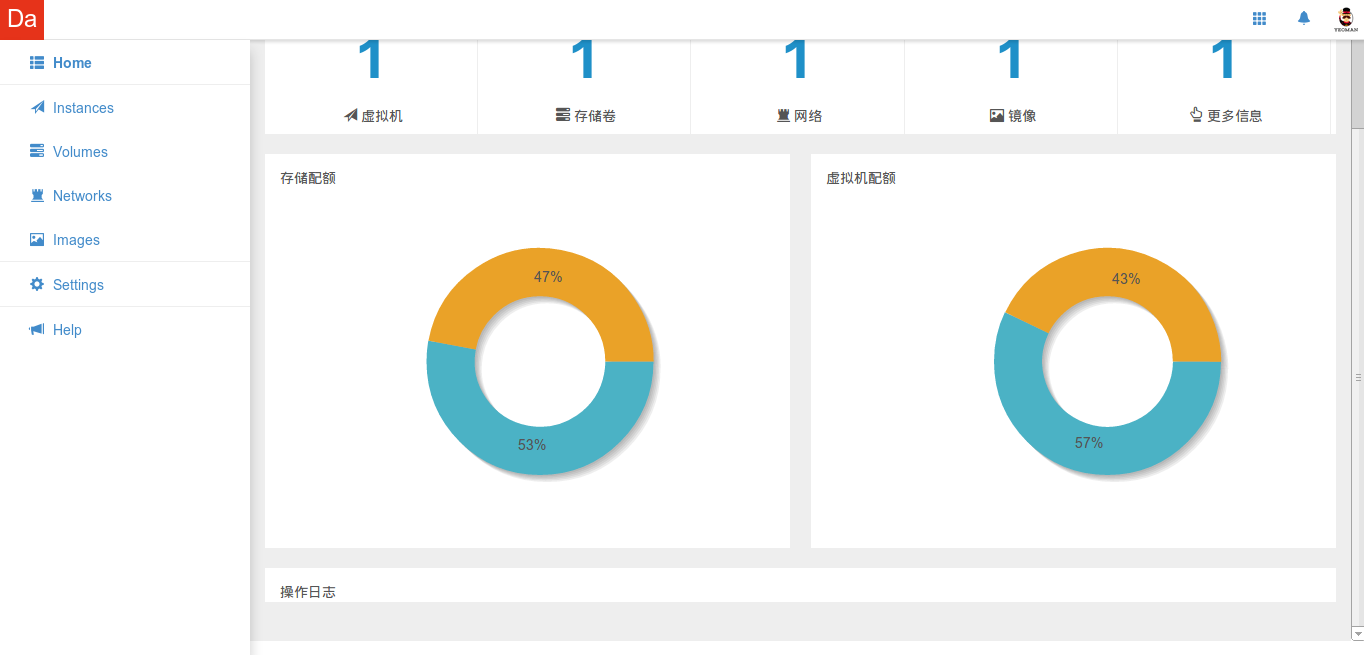 Da
YEOMAN
Home
Instances
Volumes
Networks
Images
Settings
Help
1 1 1 1 1
虚拟机 存储卷 网络 镜像 更多信息
存储配额 虚拟机配额
47% 43%
53% 57%
操作日志